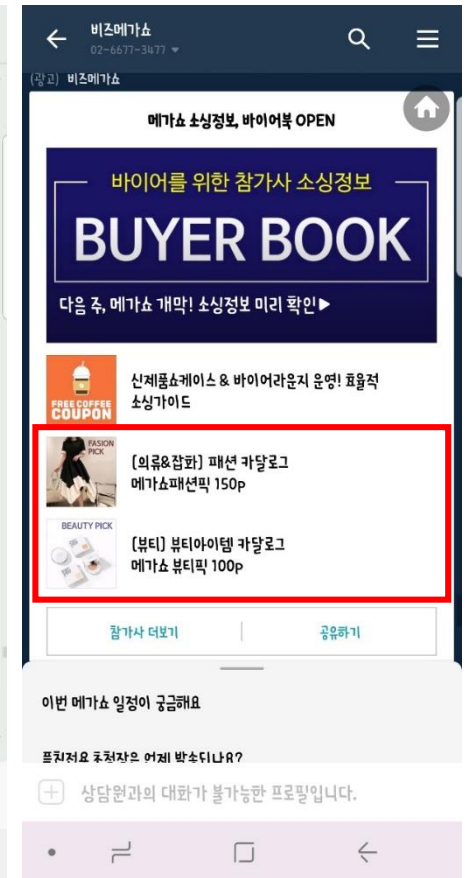 비즈메가쇼
02-6677-3477
(광고) 비즈메가쇼
메가쇼 소싱정보, 바이어북 OPEN
바이어를 위한 참가사 소싱정보
BUYER BOOK
다음 주, 메가쇼 개막! 소싱정보 미리 확인▶
FREE COFFEE
COUPON
신제품쇼케이스 & 바이어라운지 운영! 효율적
소싱가이드
FASION
PICK
[의류&잡화] 패션 카달로그
메가쇼패션픽 150p
BEAUTY PICK
[뷰티] 뷰티아이템 카달로그
메가쇼 뷰티픽 100p
참가사 더보기
공유하기
이번 메가쇼 일정이 궁금해요
상담원과의 대화가 불가능한 프로필입니다.